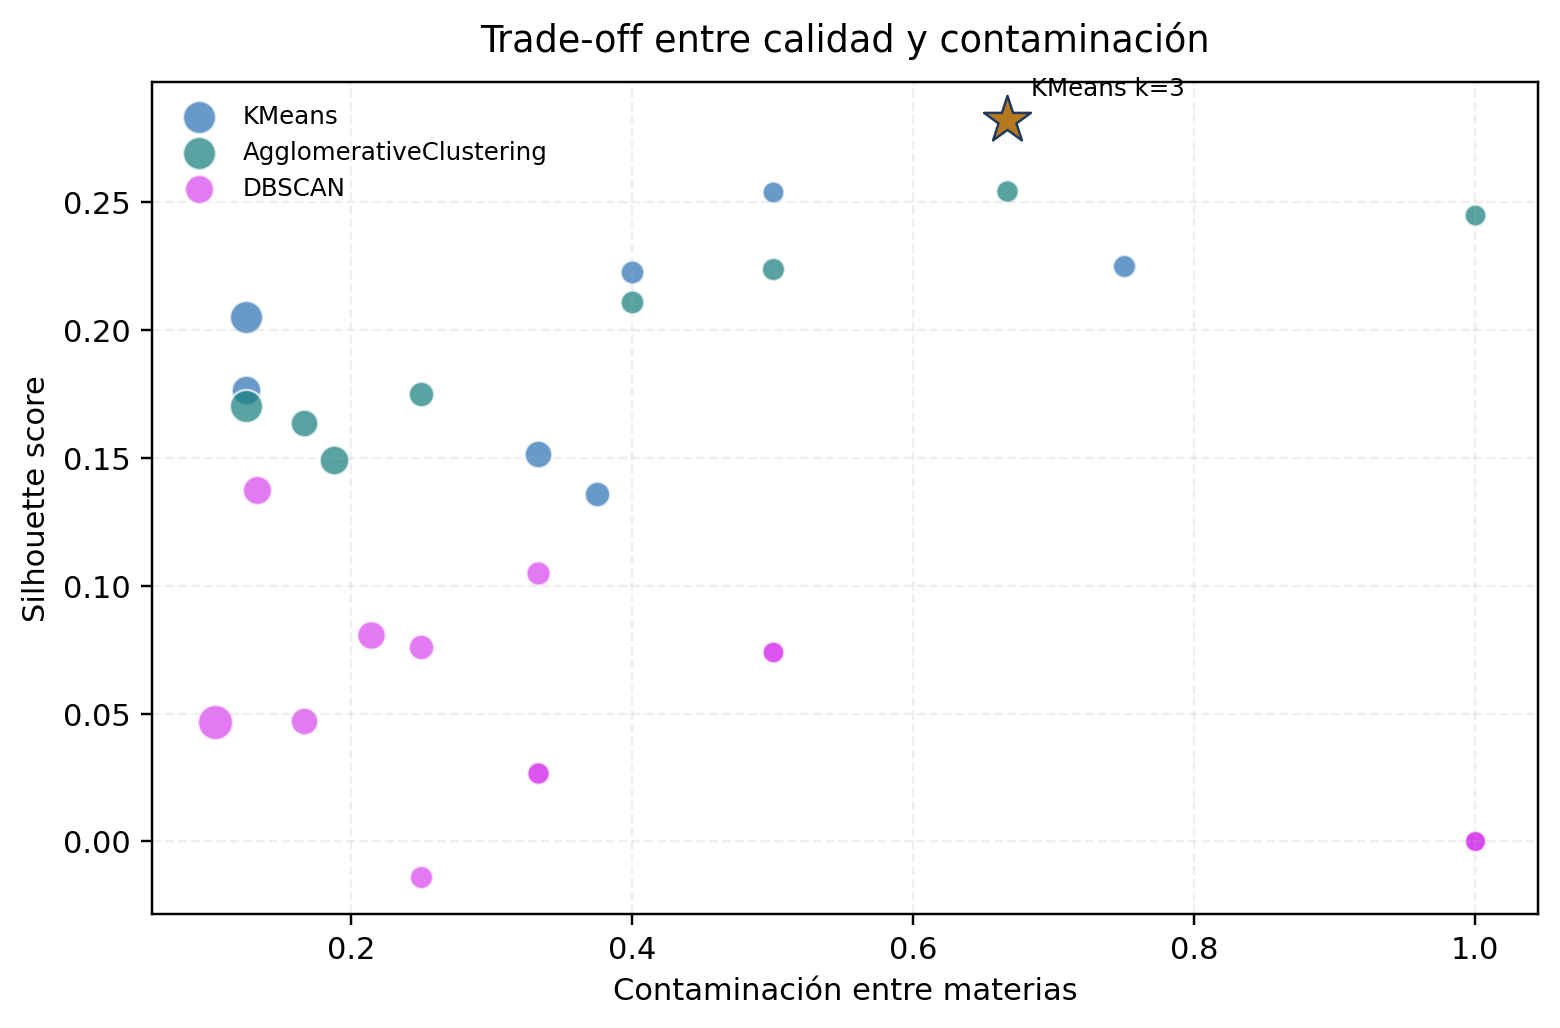 Trade-off entre calidad y contaminación
KMeans k=3
KMeans
AgglomerativeClustering
DBSCAN
0.25
0.20
0.15
0.10
0.05
0.00
Silhouette score
0.2 0.4 0.6 0.8 1.0
Contaminación entre materias